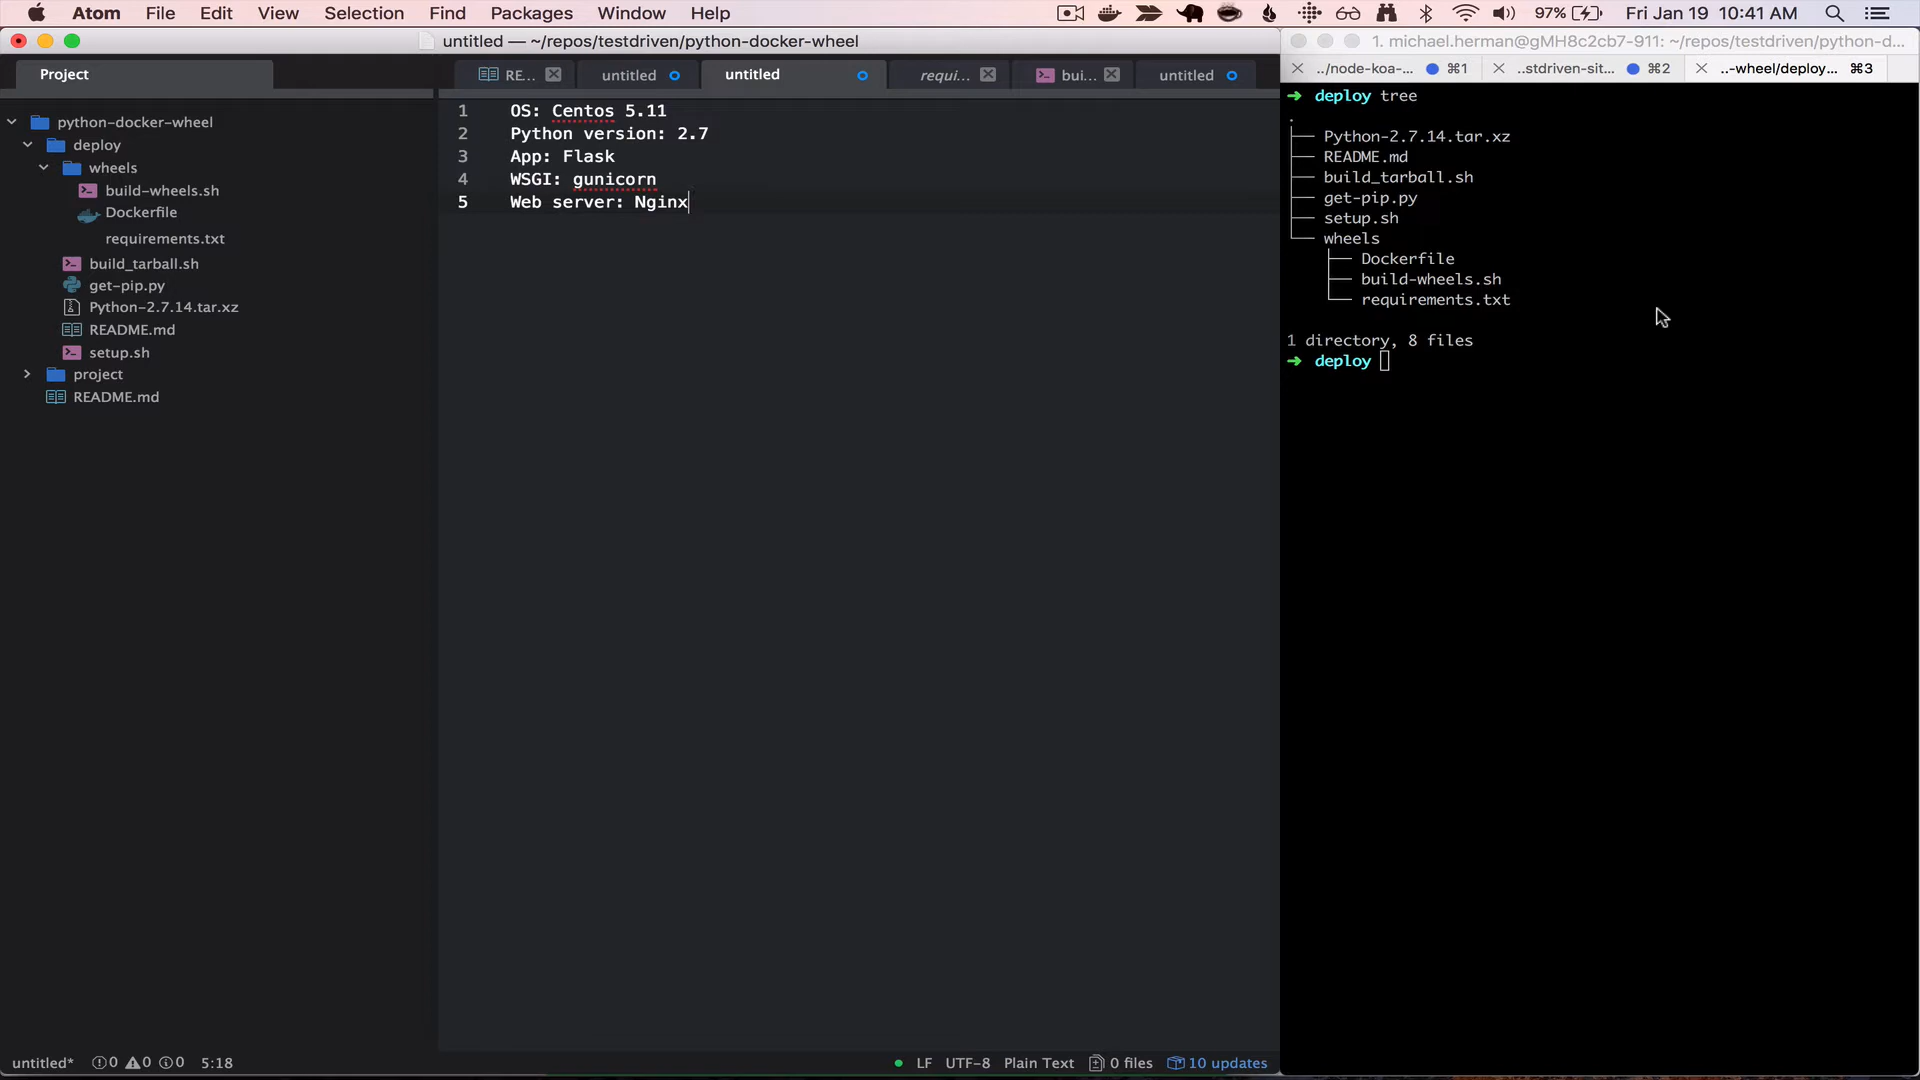 Atom File Edit View Selection Find Packages Window Help 97% Fri Jan 19 10:41 AM
untitled — ~/repos/testdriven/python-docker-wheel
1. michael.herman@gMH8c2cb7-911: ~/repos/testdriven/python-d...
Project
RE... untitled untitled requi... bui... untitled
../node-koa-... ⌘1 ..stdriven-sit... ⌘2 ..-wheel/deploy... ⌘3
python-docker-wheel
deploy
wheels
build-wheels.sh
Dockerfile
requirements.txt
build_tarball.sh
get-pip.py
Python-2.7.14.tar.xz
README.md
setup.sh
project
README.md
1 OS: Centos 5.11
2 Python version: 2.7
3 App: Flask
4 WSGI: gunicorn
5 Web server: Nginx
➜ deploy tree
.
├── Python-2.7.14.tar.xz
├── README.md
├── build_tarball.sh
├── get-pip.py
├── setup.sh
└── wheels
├── Dockerfile
├── build-wheels.sh
└── requirements.txt
1 directory, 8 files
➜ deploy
untitled* 0 0 0 5:18 LF UTF-8 Plain Text 0 files 10 updates